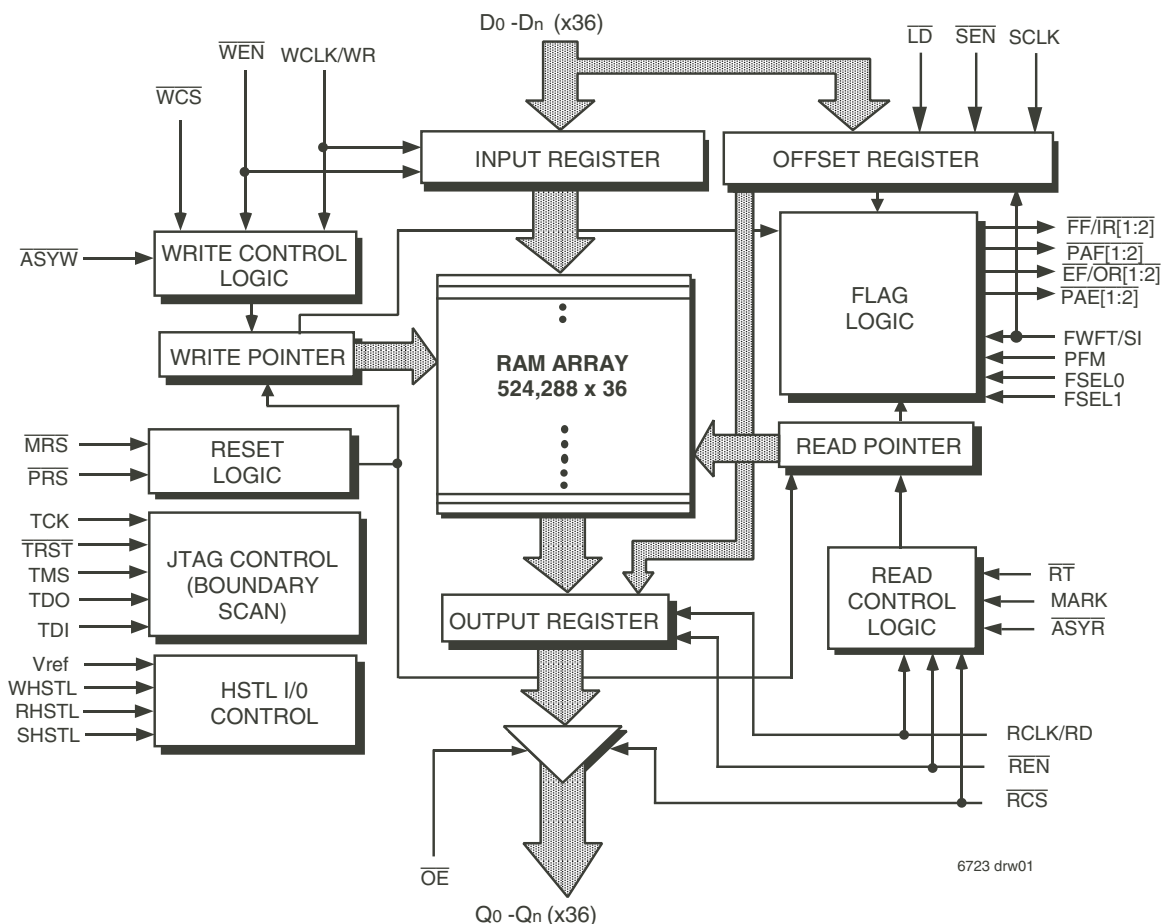 D0 -Dn (x36)
WEN
WCLK/WR
LD
SEN
SCLK
WCS
INPUT REGISTER
OFFSET REGISTER
ASYW
WRITE CONTROL
LOGIC
FF/IR[1:2]
PAF[1:2]
EF/OR[1:2]
PAE[1:2]
FLAG
LOGIC
WRITE POINTER
RAM ARRAY
524,288 x 36
FWFT/SI
PFM
FSEL0
FSEL1
MRS
PRS
RESET
LOGIC
READ POINTER
TCK
TRST
TMS
TDO
TDI
JTAG CONTROL
(BOUNDARY
SCAN)
READ
CONTROL
LOGIC
RT
MARK
ASYR
OUTPUT REGISTER
Vref
WHSTL
RHSTL
SHSTL
HSTL I/0
CONTROL
RCLK/RD
REN
RCS
OE
6723 drw01
Q0 -Qn (x36)